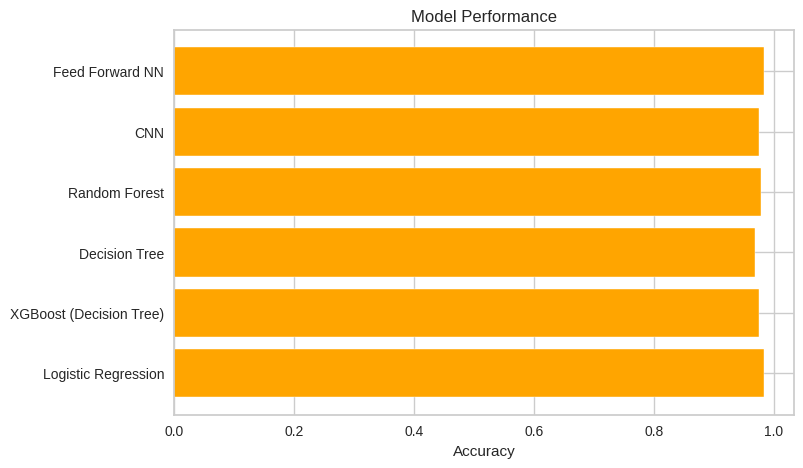 Model Performance
Feed Forward NN
CNN
Random Forest
Decision Tree
XGBoost (Decision Tree)
Logistic Regression
0.0 0.2 0.4 0.6 0.8 1.0
Accuracy